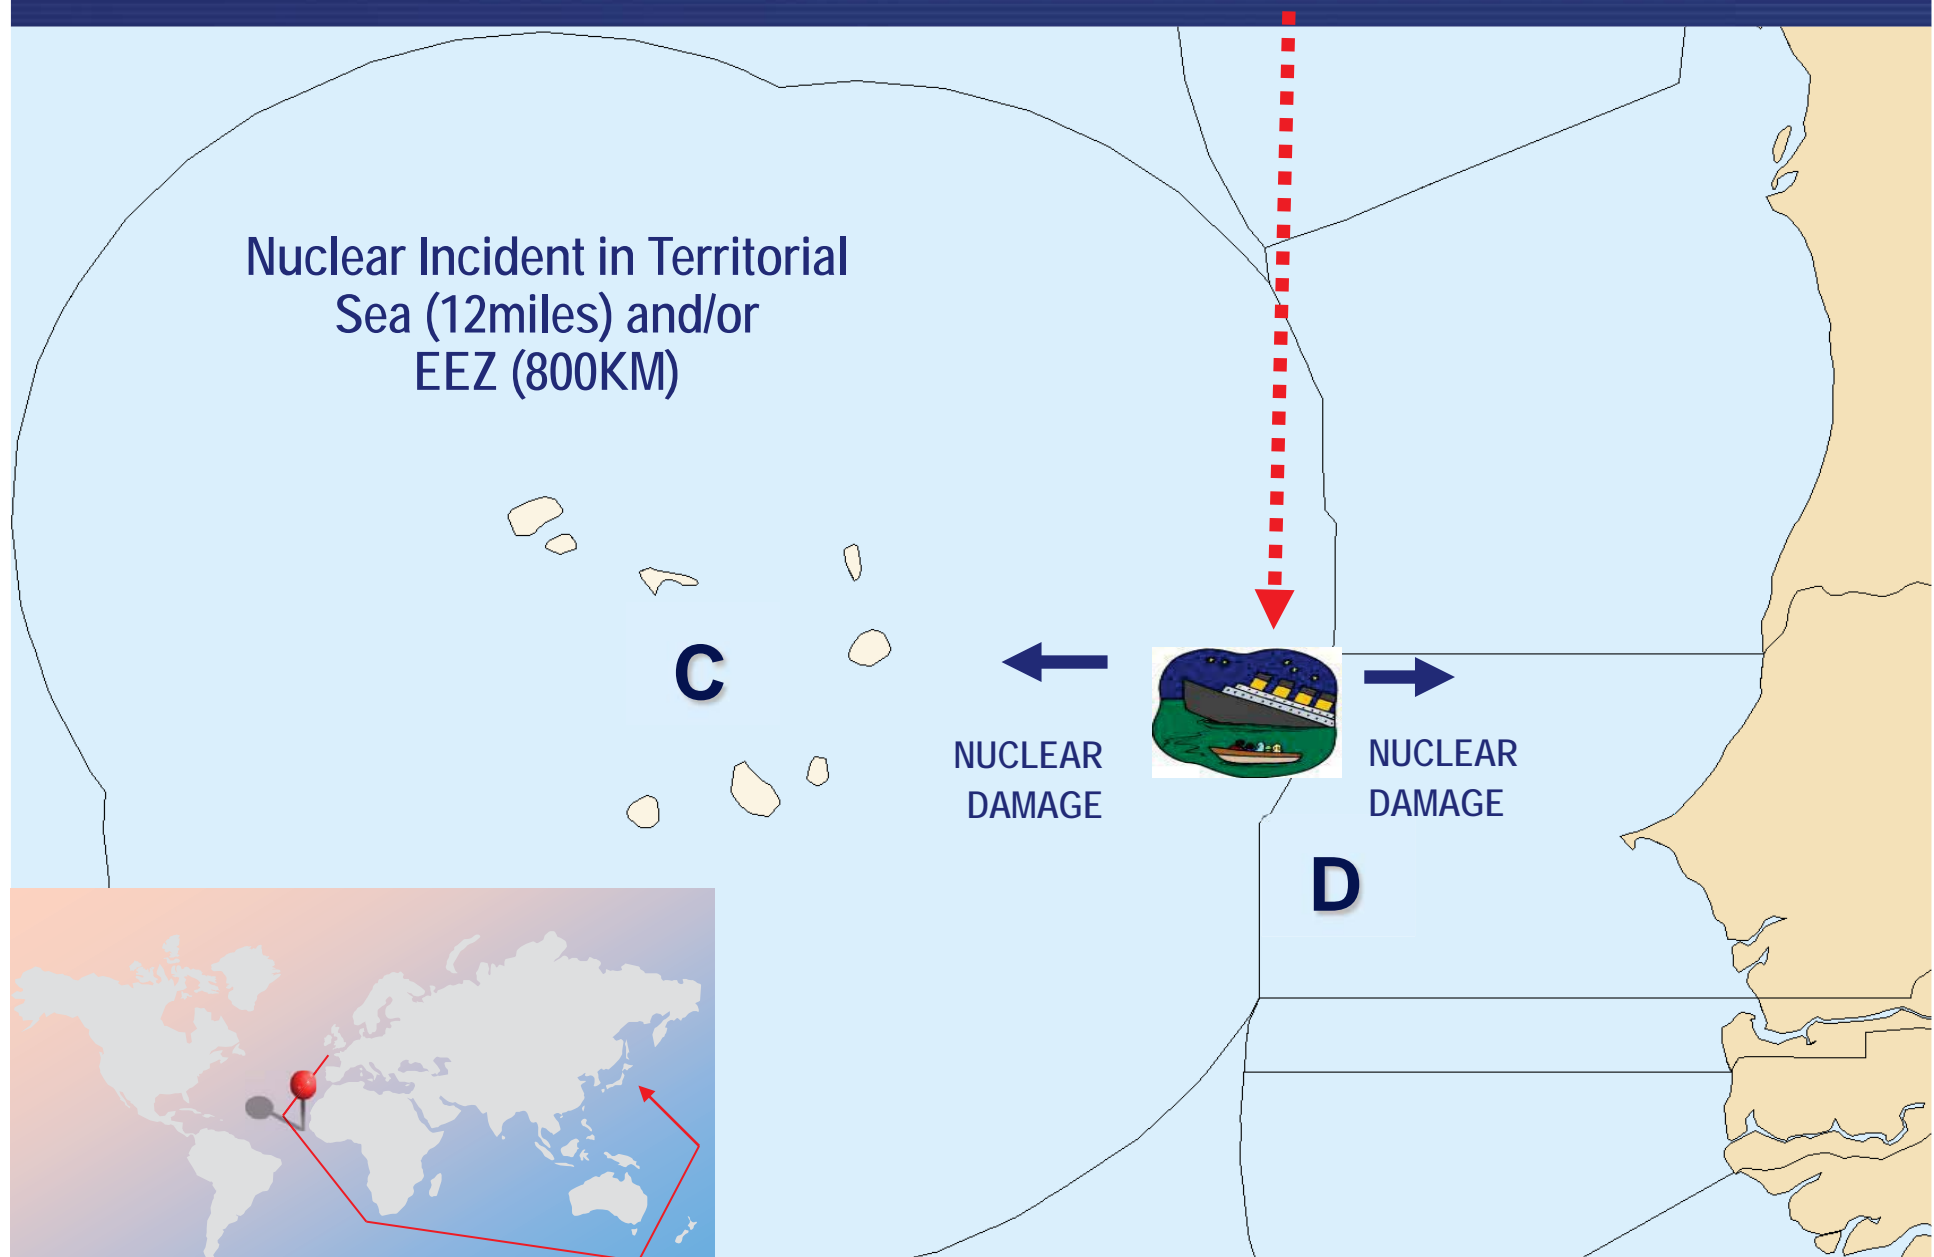 Nuclear Incident in Territorial
Sea (12miles) and/or
EEZ (800KM)
C
NUCLEAR
DAMAGE
NUCLEAR
DAMAGE
D